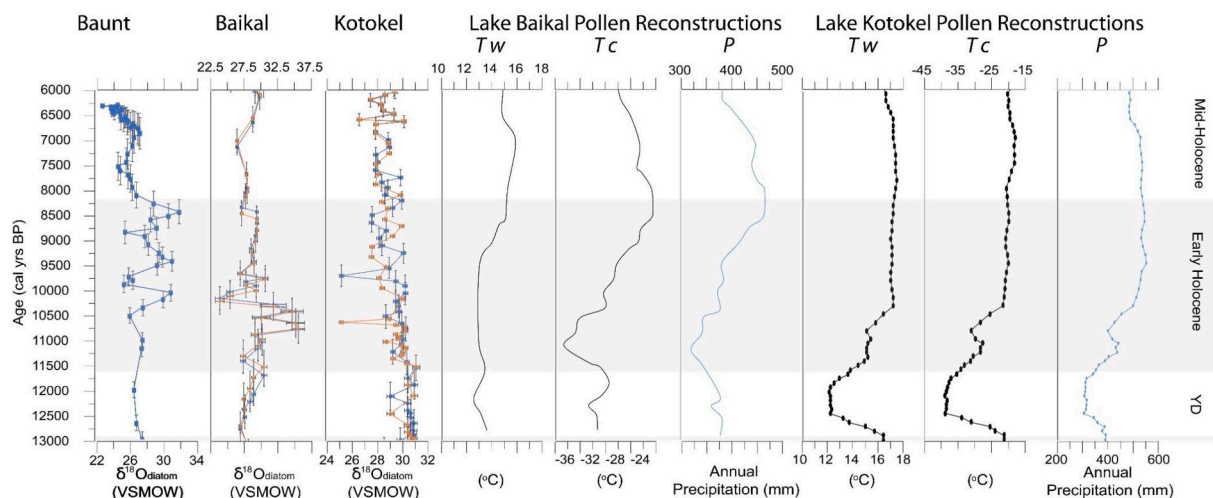 Baunt Baikal Kotokel Lake Baikal Pollen Reconstructions Lake Kotokel Pollen Reconstructions
Tw Tc P Tw Tc P
22.5 27.5 32.5 37.5 10 12 14 16 18 300 400 500 -45 -35 -25 -15
6000
6500
7000
7500
8000
8500
9000
9500
10000
10500
11000
11500
12000
12500
13000
Age (cal yrs BP)
Mid-Holocene
Early Holocene
YD
22 26 30 34 24 26 28 30 32 -36 -32 -28 -24 10 12 14 16 18 200 400 600
δ¹⁸Odiatom δ¹⁸Odiatom δ¹⁸Odiatom Annual Annual
(VSMOW) (VSMOW) (VSMOW) (°C) (°C) Precipitation (mm) (°C) (°C) Precipitation (mm)